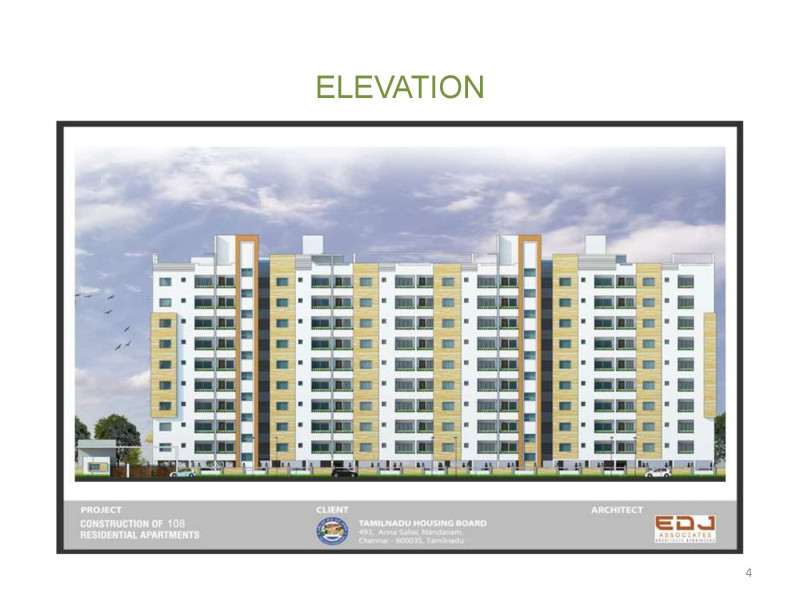 ELEVATION
PROJECT
CONSTRUCTION OF 108
RESIDENTIAL APARTMENTS
CLIENT
TAMILNADU HOUSING BOARD
493, Anna Salai, Nandanam,
Chennai - 600035, Tamilnadu
ARCHITECT
EDJ
ASSOCIATES
4